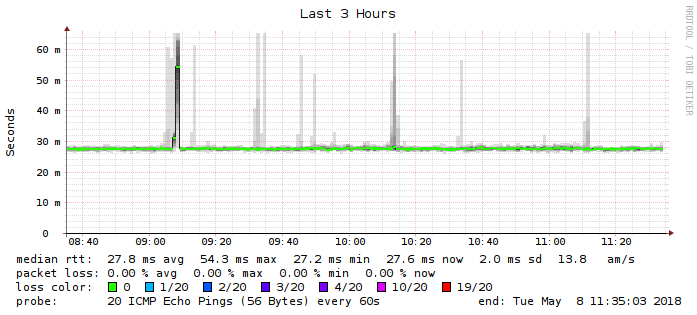 Last 3 Hours
RRDTOOL / TOBI OETIKER
Seconds
60 m
50 m
40 m
30 m
20 m
10 m
0
08:40 09:00 09:20 09:40 10:00 10:20 10:40 11:00 11:20
median rtt: 27.8 ms avg 54.3 ms max 27.2 ms min 27.6 ms now 2.0 ms sd 13.8 am/s
packet loss: 0.00 % avg 0.00 % max 0.00 % min 0.00 % now
loss color: 0 1/20 2/20 3/20 4/20 10/20 19/20
probe: 20 ICMP Echo Pings (56 Bytes) every 60s end: Tue May 8 11:35:03 2018